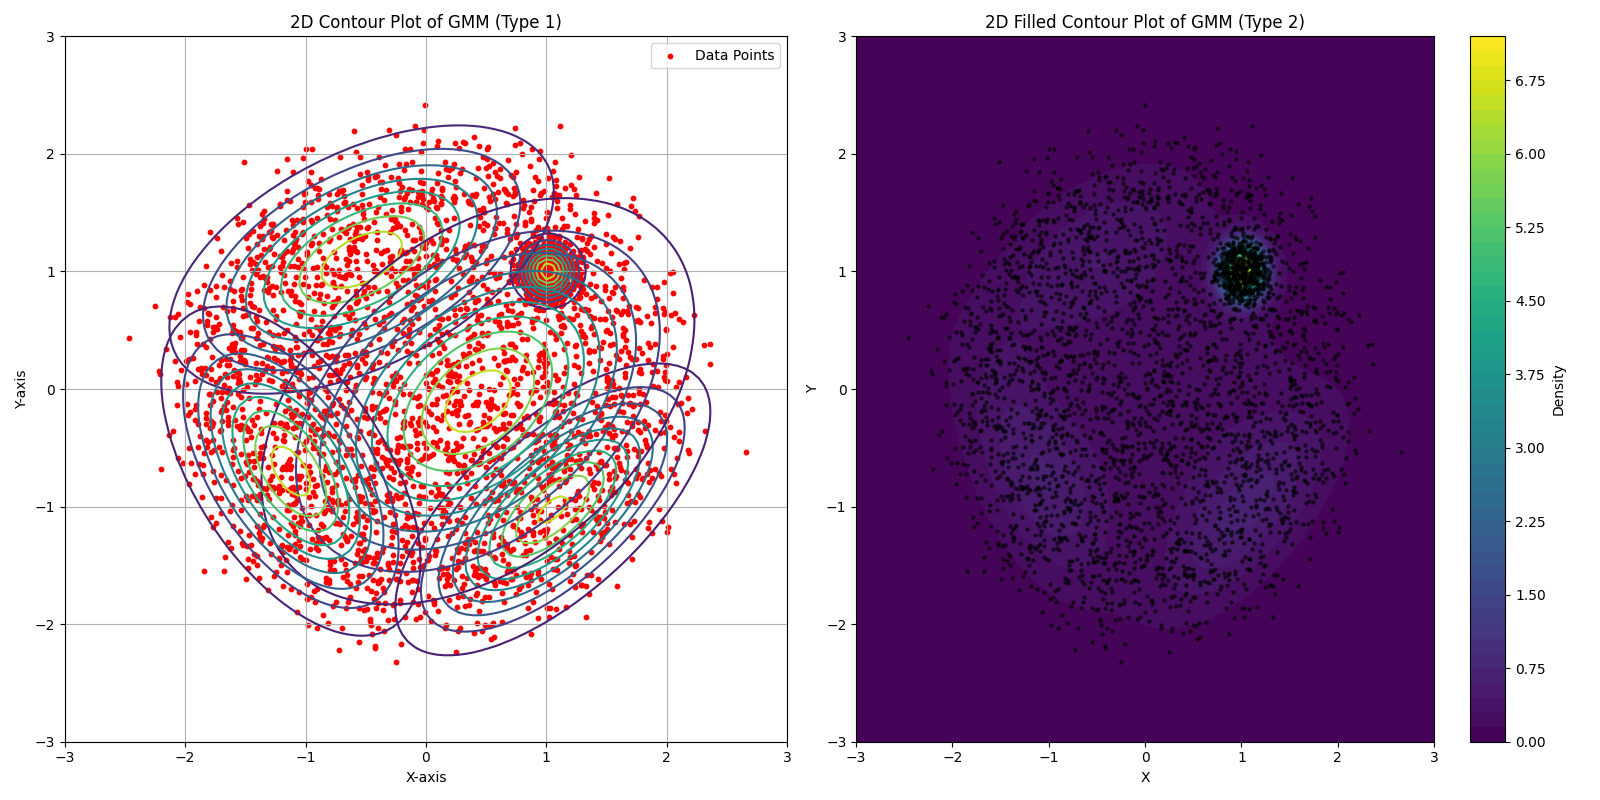 2D Contour Plot of GMM (Type 1)
Data Points
3
2
1
0
−1
−2
−3
Y-axis
−3 −2 −1 0 1 2 3
X-axis
2D Filled Contour Plot of GMM (Type 2)
3
2
1
0
−1
−2
−3
Y
−3 −2 −1 0 1 2 3
X
6.75
6.00
5.25
4.50
3.75
3.00
2.25
1.50
0.75
0.00
Density